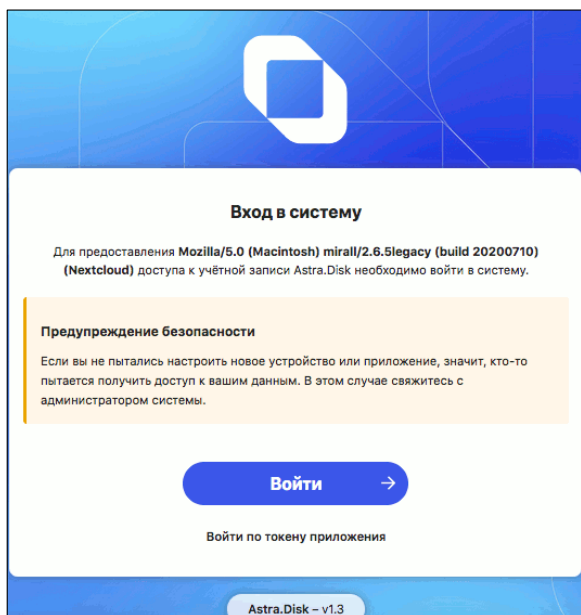 Вход в систему
Для предоставления Mozilla/5.0 (Macintosh) mirall/2.6.5legacy (build 20200710)
(Nextcloud) доступа к учётной записи Astra.Disk необходимо войти в систему.
Предупреждение безопасности
Если вы не пытались настроить новое устройство или приложение, значит, кто-то
пытается получить доступ к вашим данным. В этом случае свяжитесь с
администратором системы.
Войти
Войти по токену приложения
Astra.Disk – v1.3